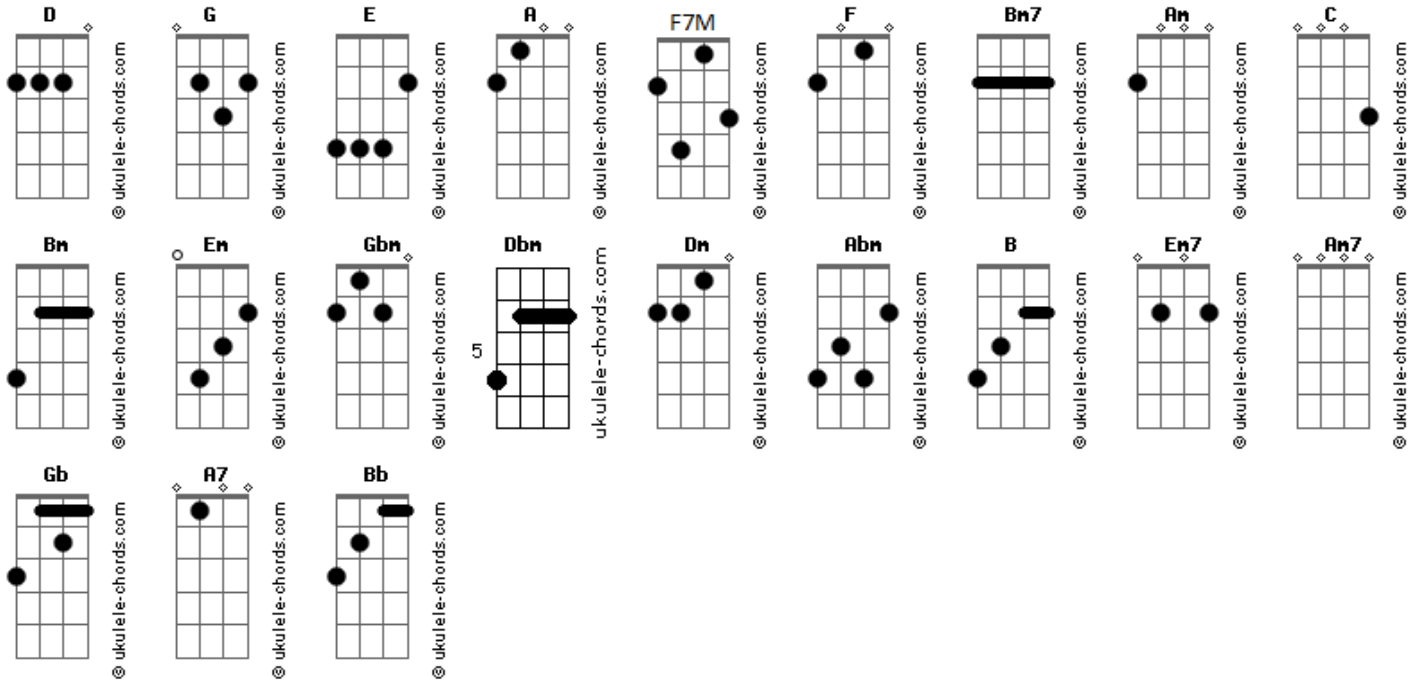 D G E A F7M F Bm7 Am C
© ukulele-chords.com © ukulele-chords.com © ukulele-chords.com © ukulele-chords.com © ukulele-chords.com © ukulele-chords.com © ukulele-chords.com © ukulele-chords.com © ukulele-chords.com
Bm Em Gbm Dbm Dm Abm B Em7 Am7
5
© ukulele-chords.com © ukulele-chords.com © ukulele-chords.com ukulele-chords.com © ukulele-chords.com © ukulele-chords.com © ukulele-chords.com © ukulele-chords.com © ukulele-chords.com
Gb A7 Bb
© ukulele-chords.com © ukulele-chords.com © ukulele-chords.com